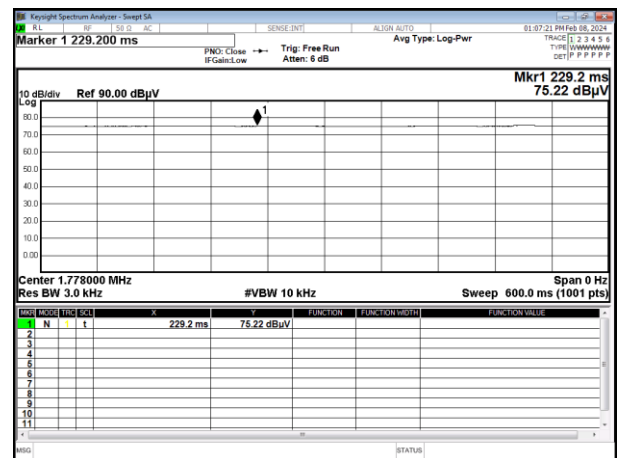 Keysight Spectrum Analyzer - Swept SA
RL RF 50 Ω AC SENSE:INT ALIGN AUTO 01:07:21 PM Feb 08, 2024
Marker 1 229.200 ms
PNO: Close Trig: Free Run Avg Type: Log-Pwr TRACE 1 2 3 4 5 6
TYPE WWWWWW
IFGain:Low Atten: 6 dB DET P P P P P P
Mkr1 229.2 ms
10 dB/div Ref 90.00 dBµV 75.22 dBµV
Log
1
80.0
70.0
60.0
50.0
40.0
30.0
20.0
10.0
0.00
Center 1.778000 MHz Span 0 Hz
Res BW 3.0 kHz #VBW 10 kHz Sweep 600.0 ms (1001 pts)
MKR MODE TRC SCL X Y FUNCTION FUNCTION WIDTH FUNCTION VALUE
1 N 1 t 229.2 ms 75.22 dBµV
2
3
4
5
6
7
8
9
10
11
MSG STATUS